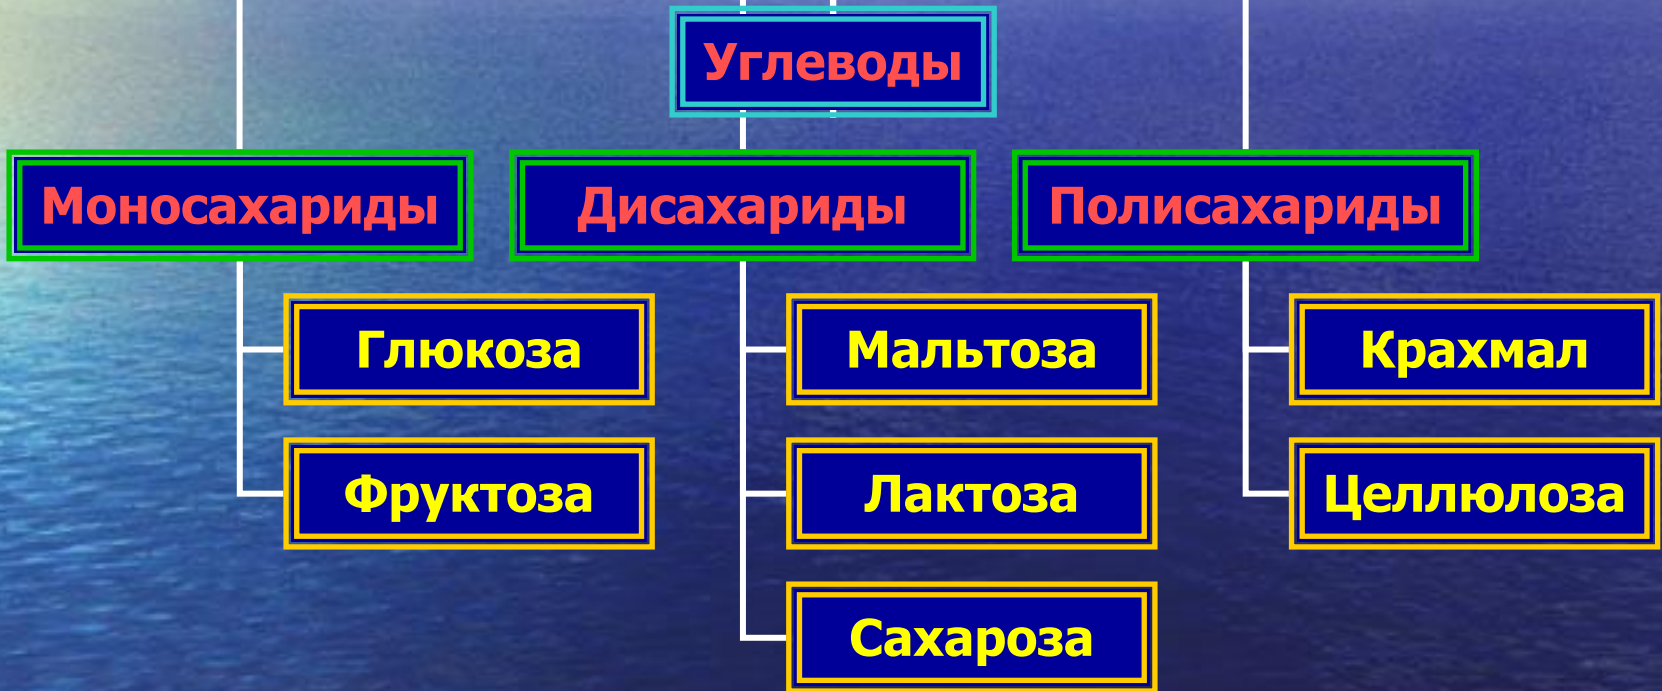 Углеводы
Моносахариды
Дисахариды
Полисахариды
Глюкоза
Мальтоза
Крахмал
Фруктоза
Лактоза
Целлюлоза
Сахароза